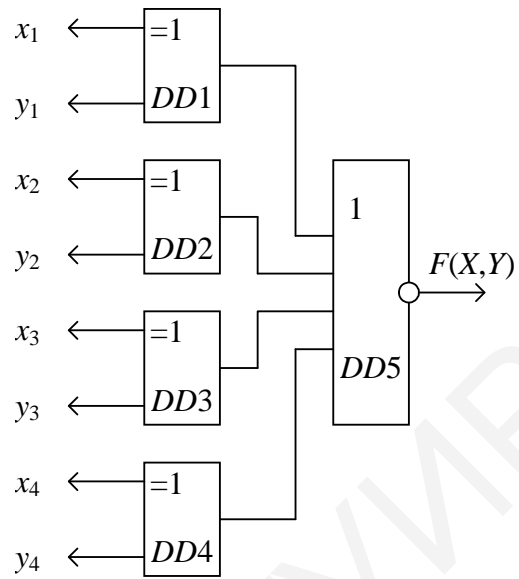 x1
=1
y1
DD1
x2
=1
y2
DD2
1
F(X,Y)
x3
=1
y3
DD3
DD5
x4
=1
y4
DD4